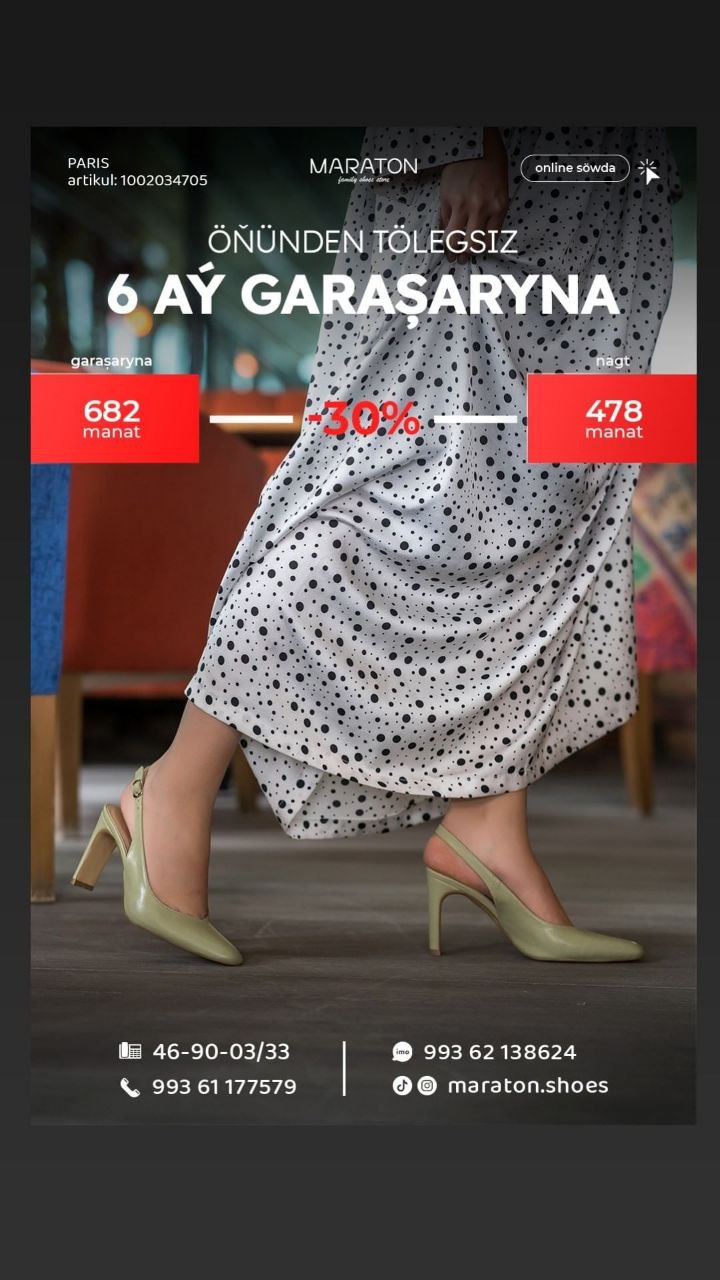 PARIS
artikul: 1002034705
MARATON
family shoes store
online söwda
ÖŇÜNDEN TÖLEGSIZ
6 AÝ GARAŞARYNA
garaşaryna
nagt
682
manat
-30%
478
manat
46-90-03/33
993 61 177579
imo
993 62 138624
maraton.shoes